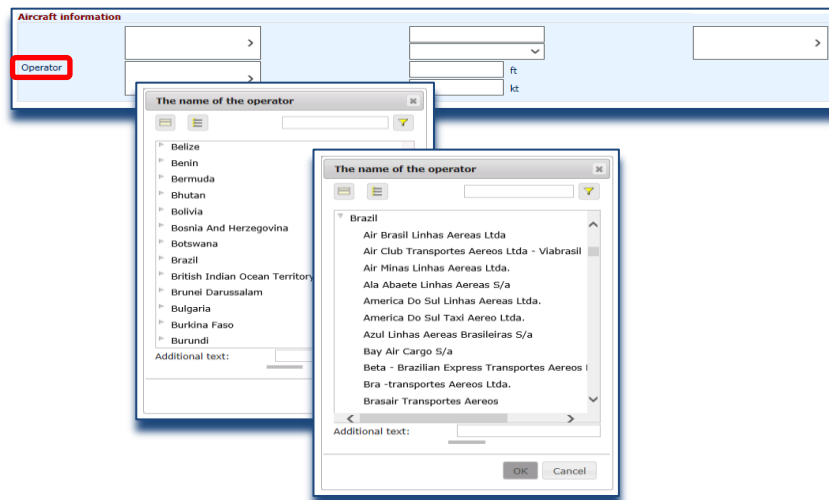 Aircraft information
Operator
ft
kt
The name of the operator
Belize
Benin
Bermuda
Bhutan
Bolivia
Bosnia And Herzegovina
Botswana
Brazil
British Indian Ocean Territory
Brunei Darussalam
Bulgaria
Burkina Faso
Burundi
Additional text:
The name of the operator
Brazil
Air Brasil Linhas Aereas Ltda
Air Club Transportes Aereos Ltda - Viabrasil
Air Minas Linhas Aereas Ltda.
Ala Abaete Linhas Aereas S/a
America Do Sul Linhas Aereas Ltda.
America Do Sul Taxi Aereo Ltda.
Azul Linhas Aereas Brasileiras S/a
Bay Air Cargo S/a
Beta - Brazilian Express Transportes Aereos
Bra -transportes Aereos Ltda.
Brasair Transportes Aereos
Additional text:
OK Cancel